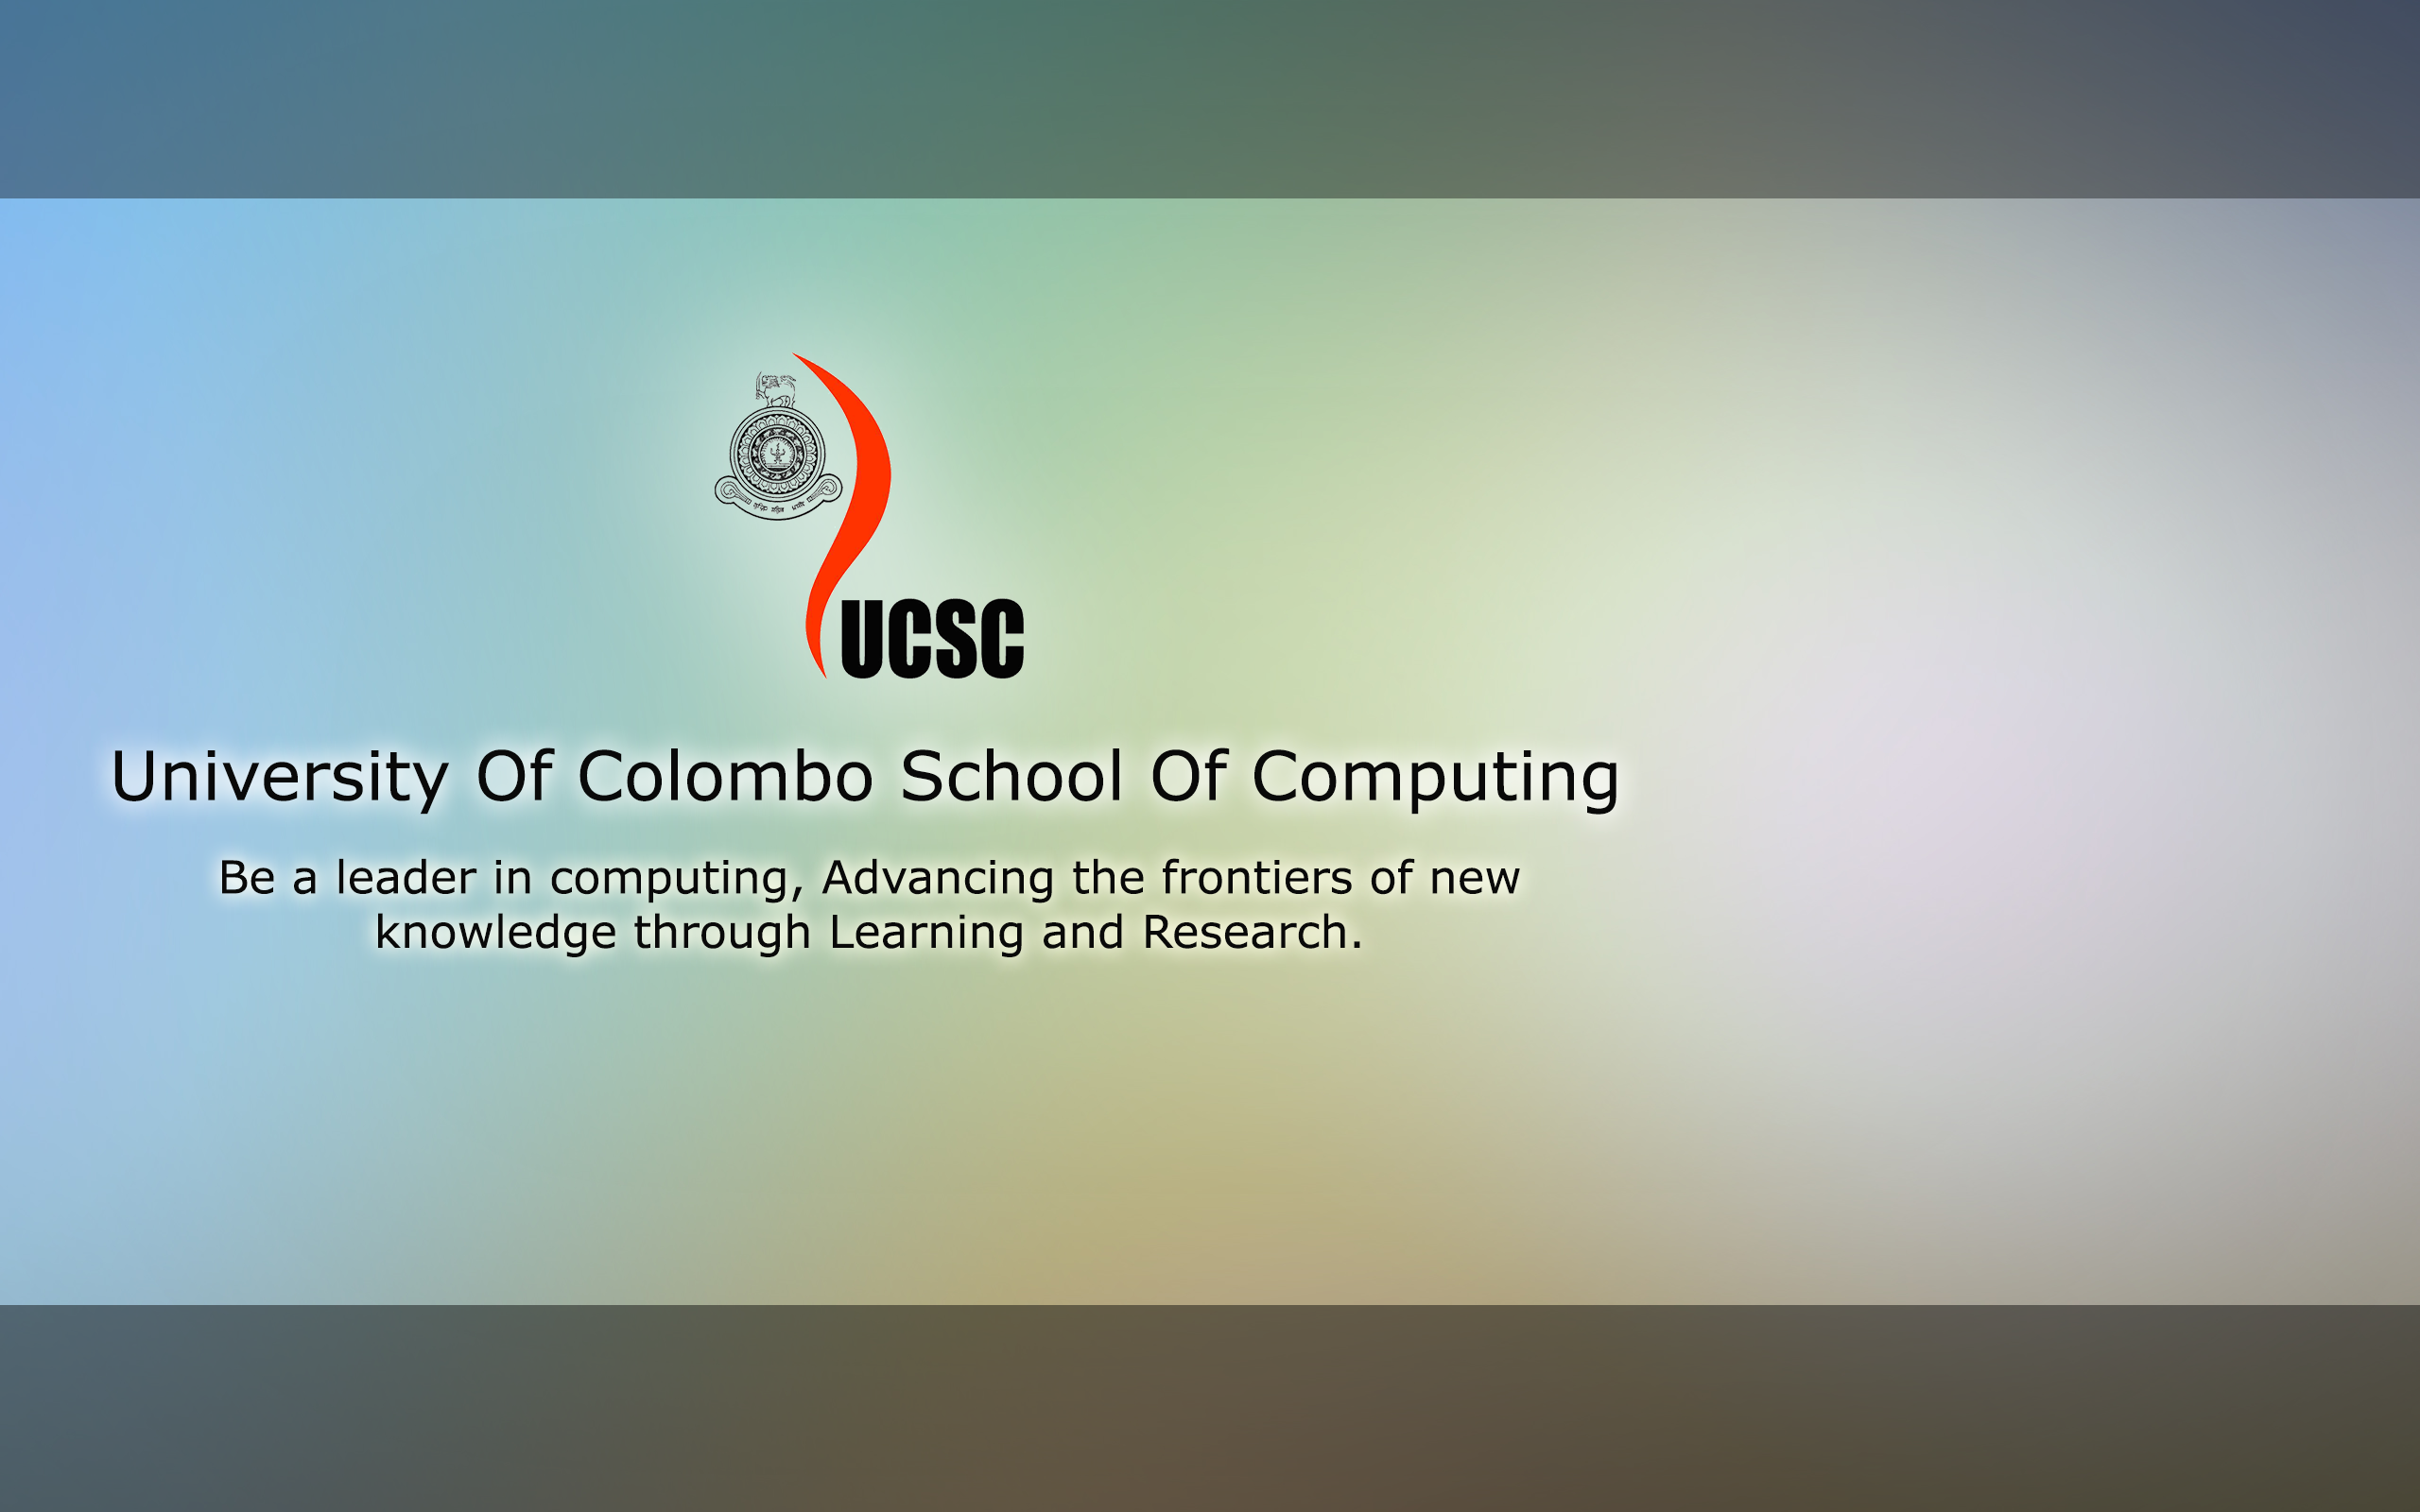 UCSC
University Of Colombo School Of Computing
Be a leader in computing, Advancing the frontiers of new
knowledge through Learning and Research.